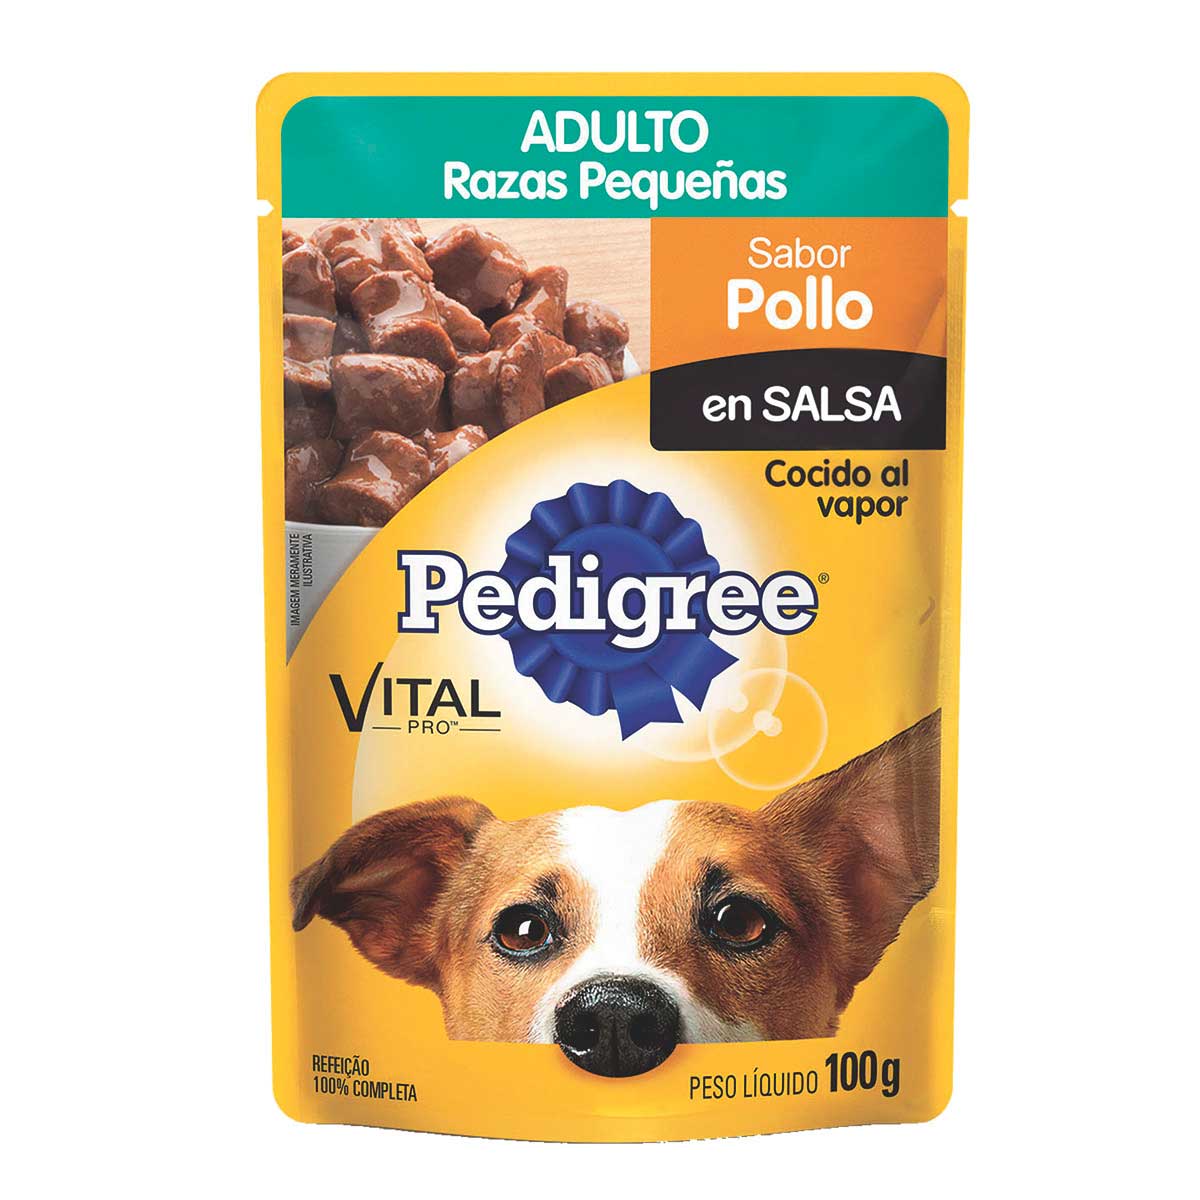 ADULTO
Razas Pequeñas
Sabor
Pollo
en SALSA
Cocido al
vapor
IMAGEM MERAMENTE
ILUSTRATIVA
Pedigree®
VITAL
PRO™
REFEIÇÃO
100% COMPLETA
PESO LÍQUIDO 100g